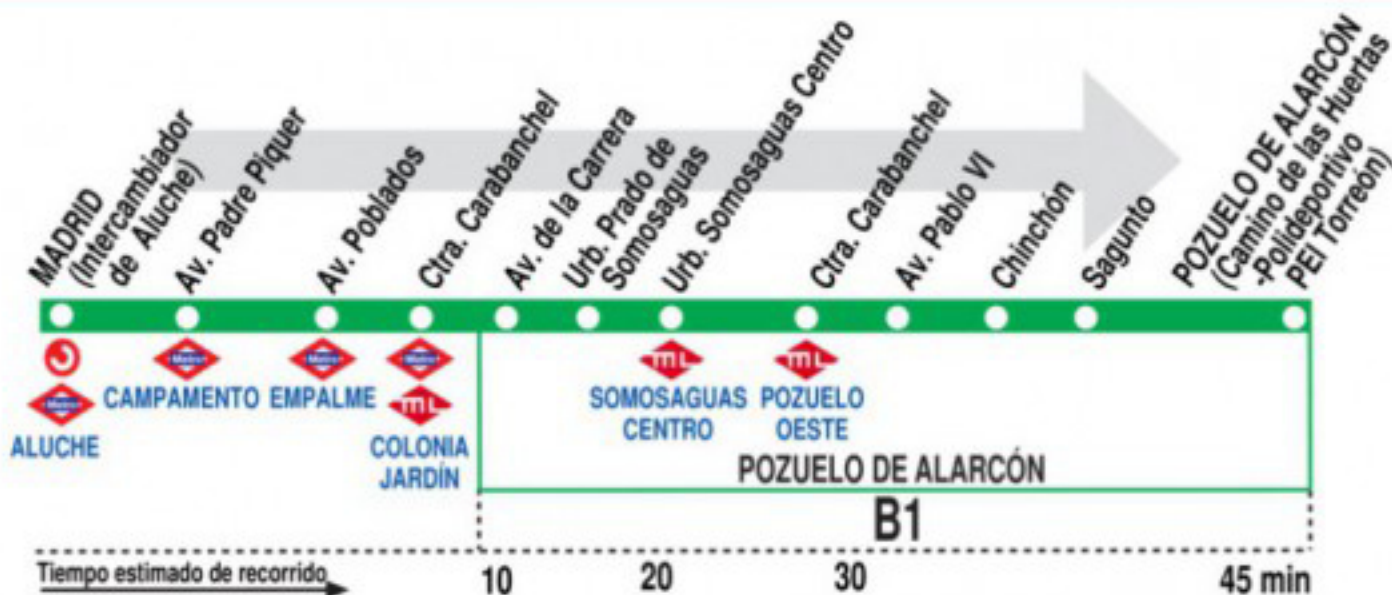 MADRID
(Intercambiador
de Aluche)
Av. Padre Piquer
Av. Poblados
Ctra. Carabanchel
Av. de la Carrera
Urb. Prado de
Somosaguas
Urb. Somosaguas Centro
Ctra. Carabanchel
Av. Pablo VI
Chinchón
Sagunto
POZUELO DE ALARCÓN
(Camino de las Huertas
-Polideportivo
PEl Torreón)
Metro
Metro
Metro
ML
ML
Metro
CAMPAMENTO
EMPALME
ML
SOMOSAGUAS
CENTRO
POZUELO
OESTE
ALUCHE
COLONIA
JARDÍN
POZUELO DE ALARCÓN
B1
Tiempo estimado de recorrido
10
20
30
45 min